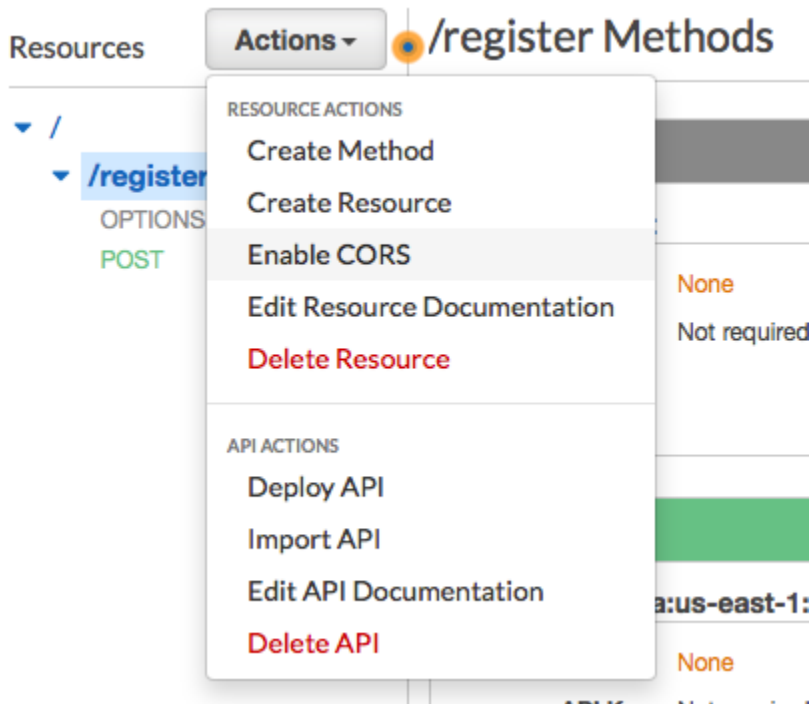 Resources
Actions
/register Methods
/
/register
OPTIONS
POST
RESOURCE ACTIONS
Create Method
Create Resource
Enable CORS
Edit Resource Documentation
Delete Resource
API ACTIONS
Deploy API
Import API
Edit API Documentation
Delete API
None
Not required
a:us-east-1:
None